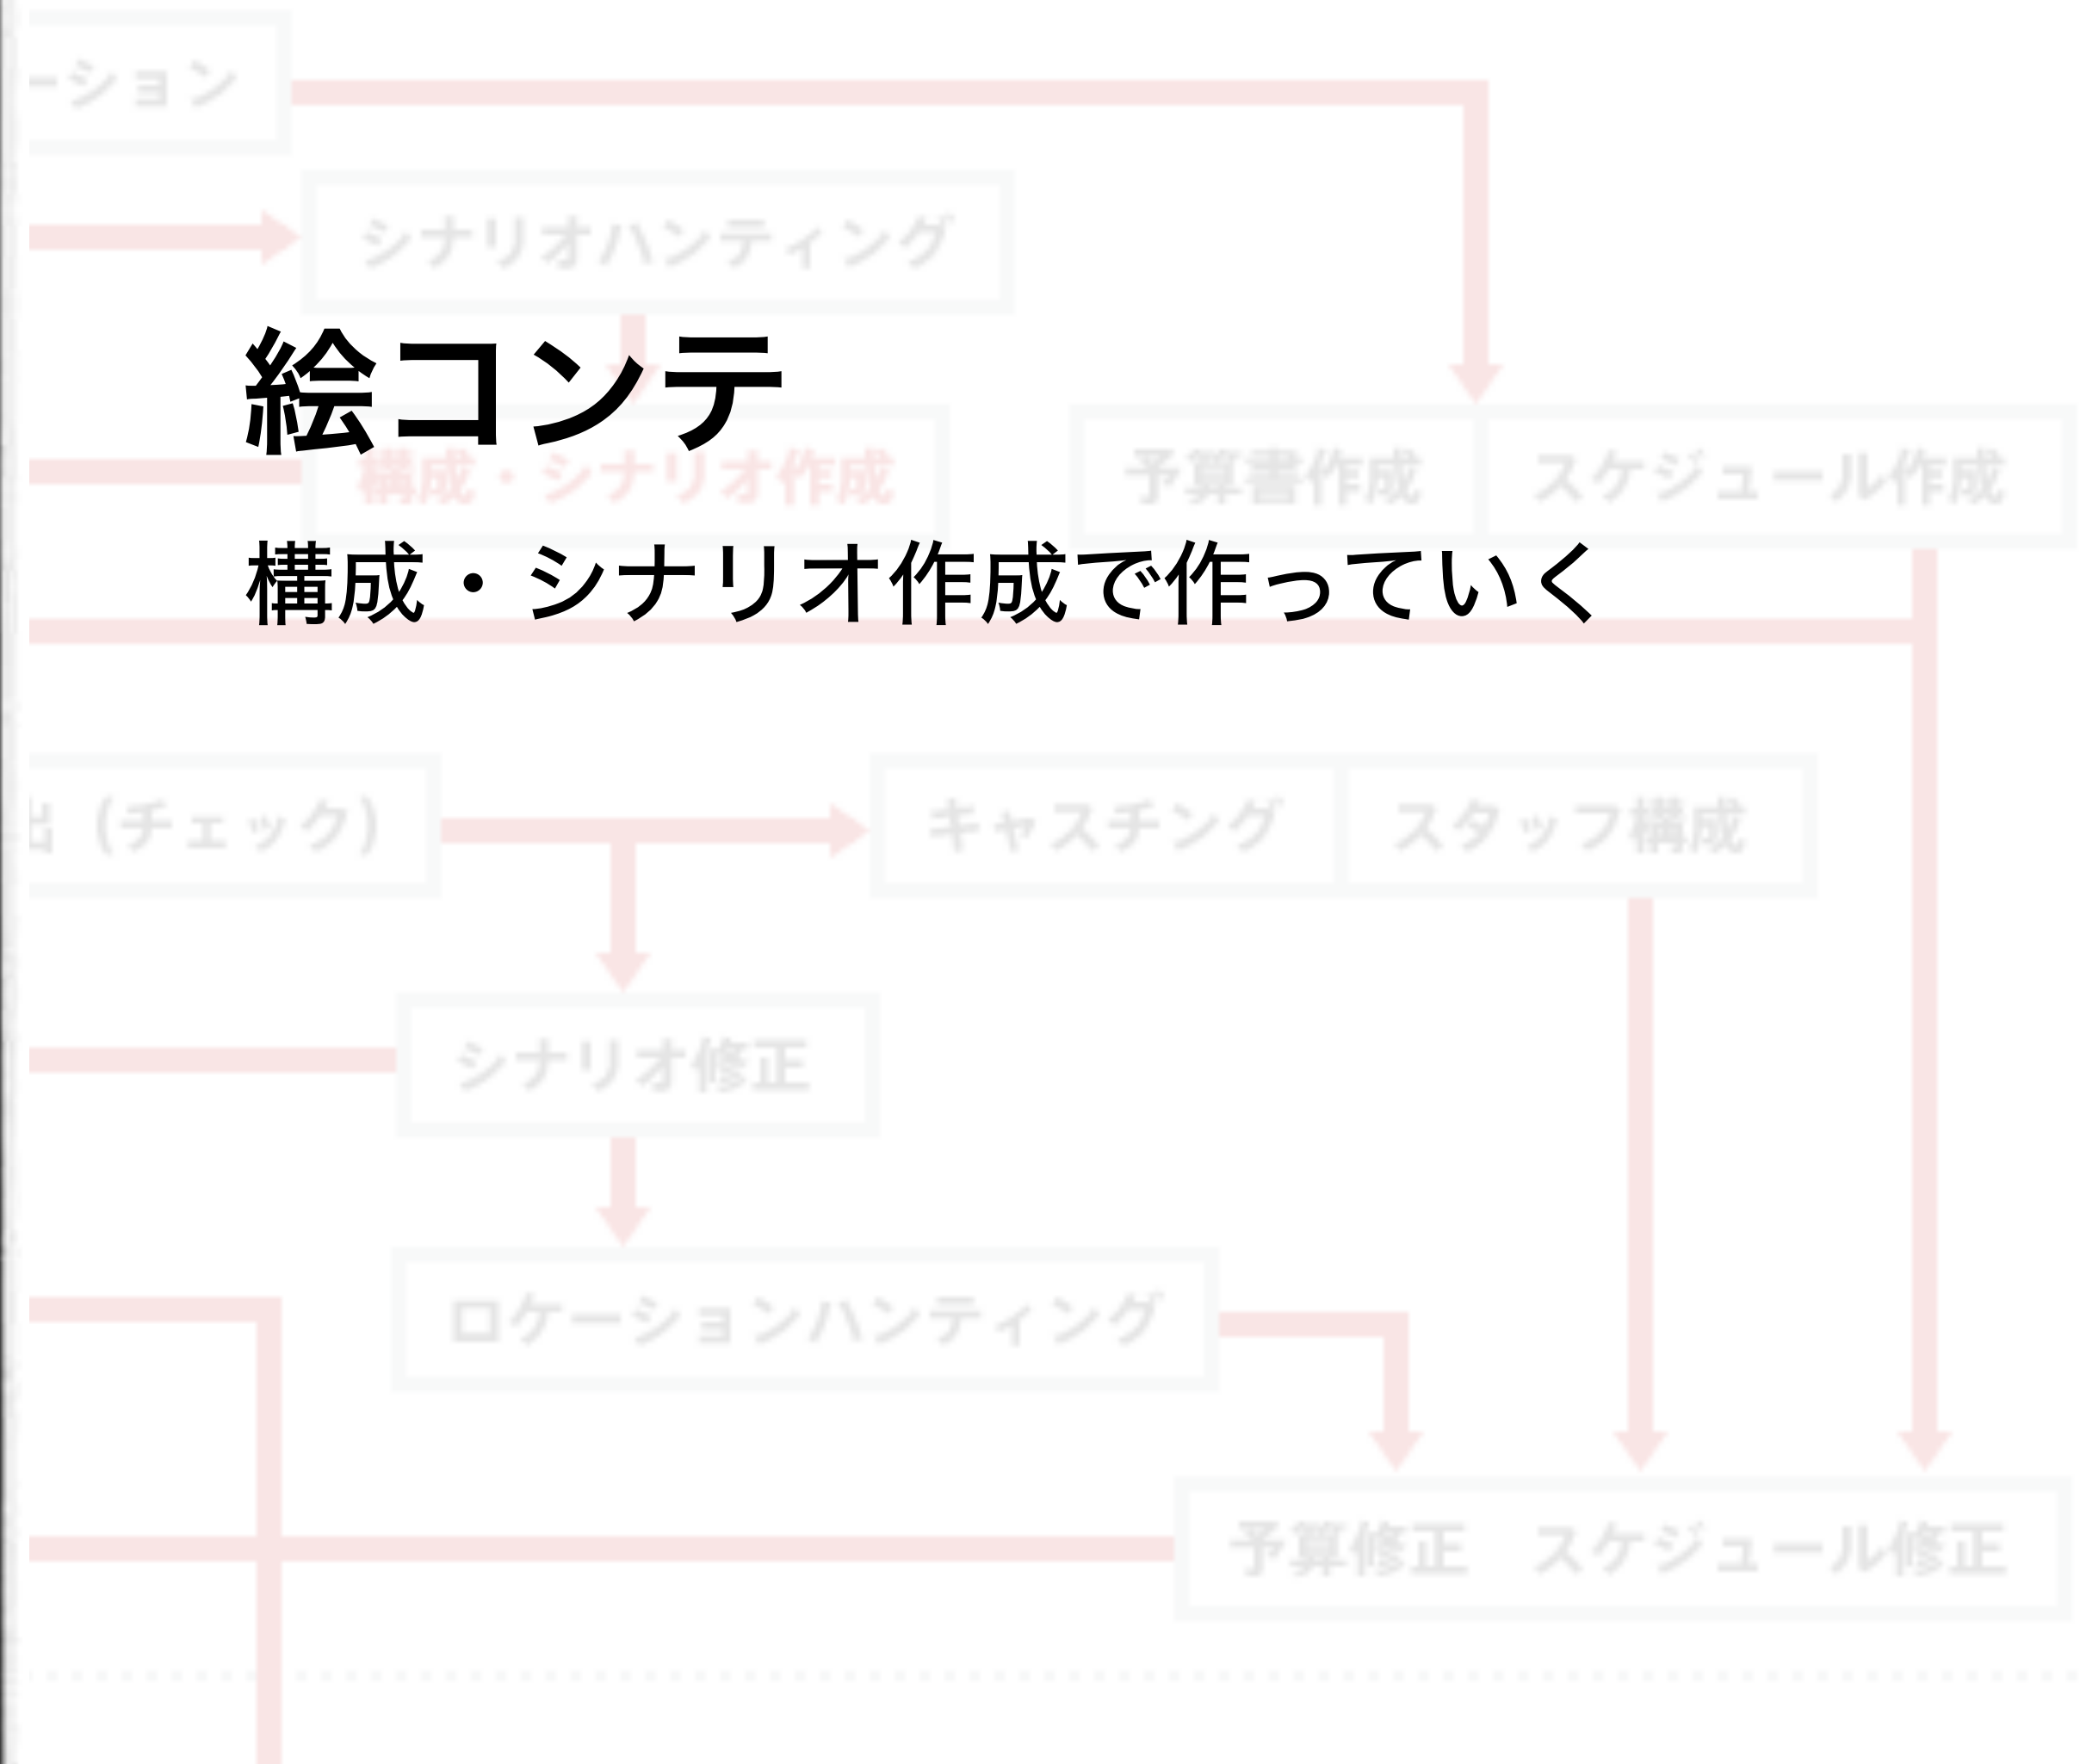 ーション
シナリオハンティング
絵コンテ
構成・シナリオ作成
予算書作成
スケジュール作成
構成・シナリオ作成で作っていく
出（チェック）
キャスティング
スタッフ構成
シナリオ修正
ロケーションハンティング
予算修正　スケジュール修正